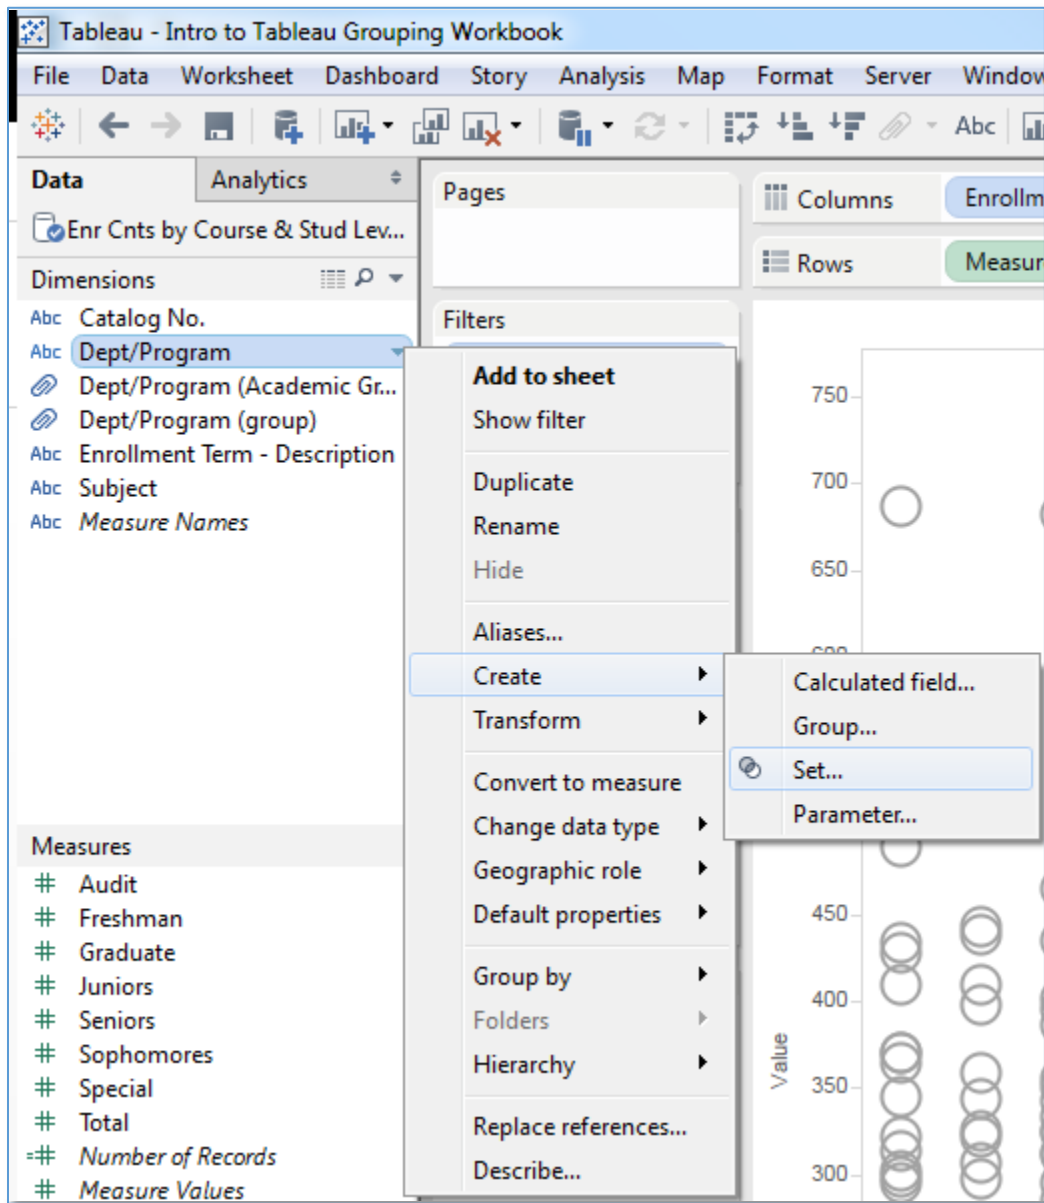 Tableau - Intro to Tableau Grouping Workbook
File Data Worksheet Dashboard Story Analysis Map Format Server Window
Abc
Data Analytics
Enr Cnts by Course & Stud Lev...
Dimensions
Abc Catalog No.
Abc Dept/Program
Dept/Program (Academic Gr...
Dept/Program (group)
Abc Enrollment Term - Description
Abc Subject
Abc Measure Names
Measures
# Audit
# Freshman
# Graduate
# Juniors
# Seniors
# Sophomores
# Special
# Total
=# Number of Records
# Measure Values
Pages
Filters
Columns Enrollm
Rows Measur
Add to sheet
Show filter
Duplicate
Rename
Hide
Aliases...
Create
Transform
Convert to measure
Change data type
Geographic role
Default properties
Group by
Folders
Hierarchy
Replace references...
Describe...
Calculated field...
Group...
Set...
Parameter...
750
700
650
450
400
350
300
Value